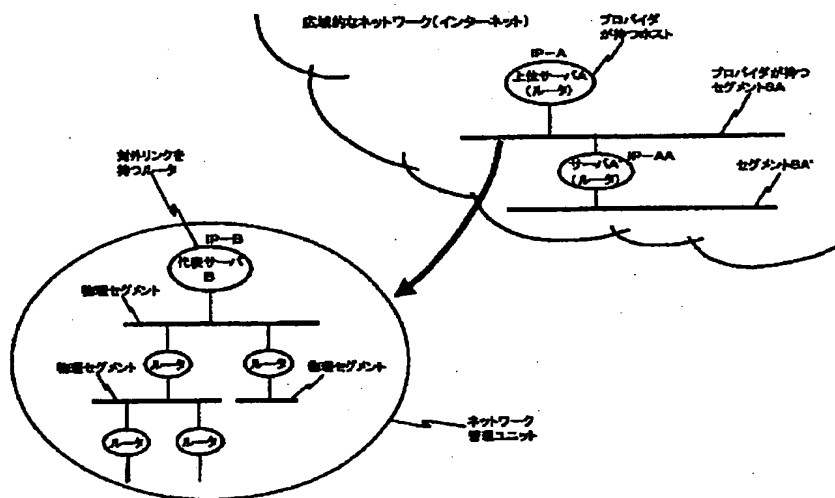 広域的なネットワーク(インターネット)
プロバイダ
が持つホスト
IP-A
上位サーバA
(ルータ)
プロバイダが持つ
セグメントSA
IP-AA
サーバA
(ルータ)
セグメントSA'
対外リンクを
持つルータ
IP-B
代表サーバ
B
物理セグメント
ルータ
ルータ
物理セグメント
物理セグメント
ルータ
ルータ
ネットワーク
管理ユニット